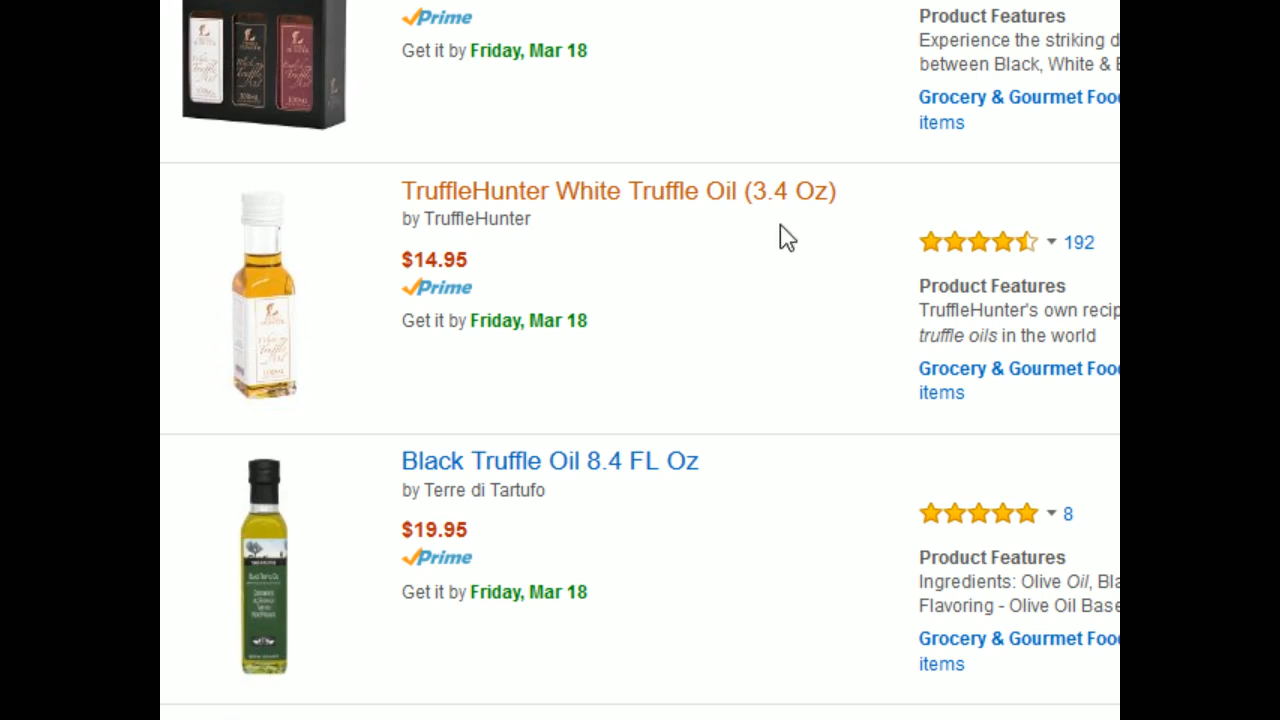 Prime
Get it by Friday, Mar 18
Product Features
Experience the striking d
between Black, White &
Grocery & Gourmet Foo
items
TruffleHunter White Truffle Oil (3.4 Oz)
by TruffleHunter
$14.95
Prime
Get it by Friday, Mar 18
192
Product Features
TruffleHunter's own recip
truffle oils in the world
Grocery & Gourmet Foo
items
Black Truffle Oil 8.4 FL Oz
by Terre di Tartufo
$19.95
Prime
Get it by Friday, Mar 18
8
Product Features
Ingredients: Olive Oil, Bla
Flavoring - Olive Oil Base
Grocery & Gourmet Foo
items